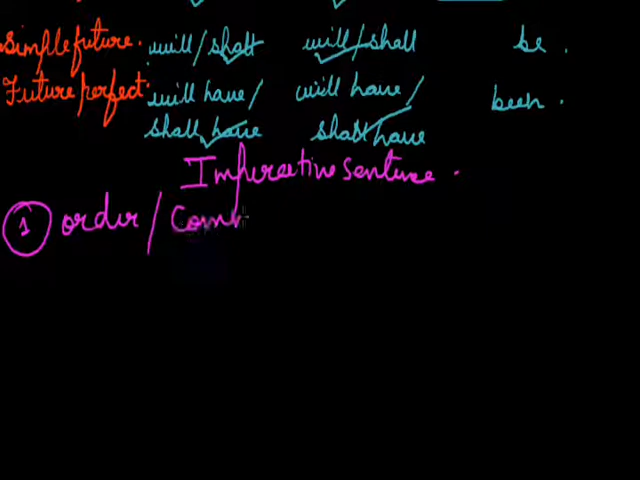 Simple future. will/shall will/shall be.
Future perfect. will have/ will have/ been.
shall have shall have
Imperative sentence.
1 order/Com